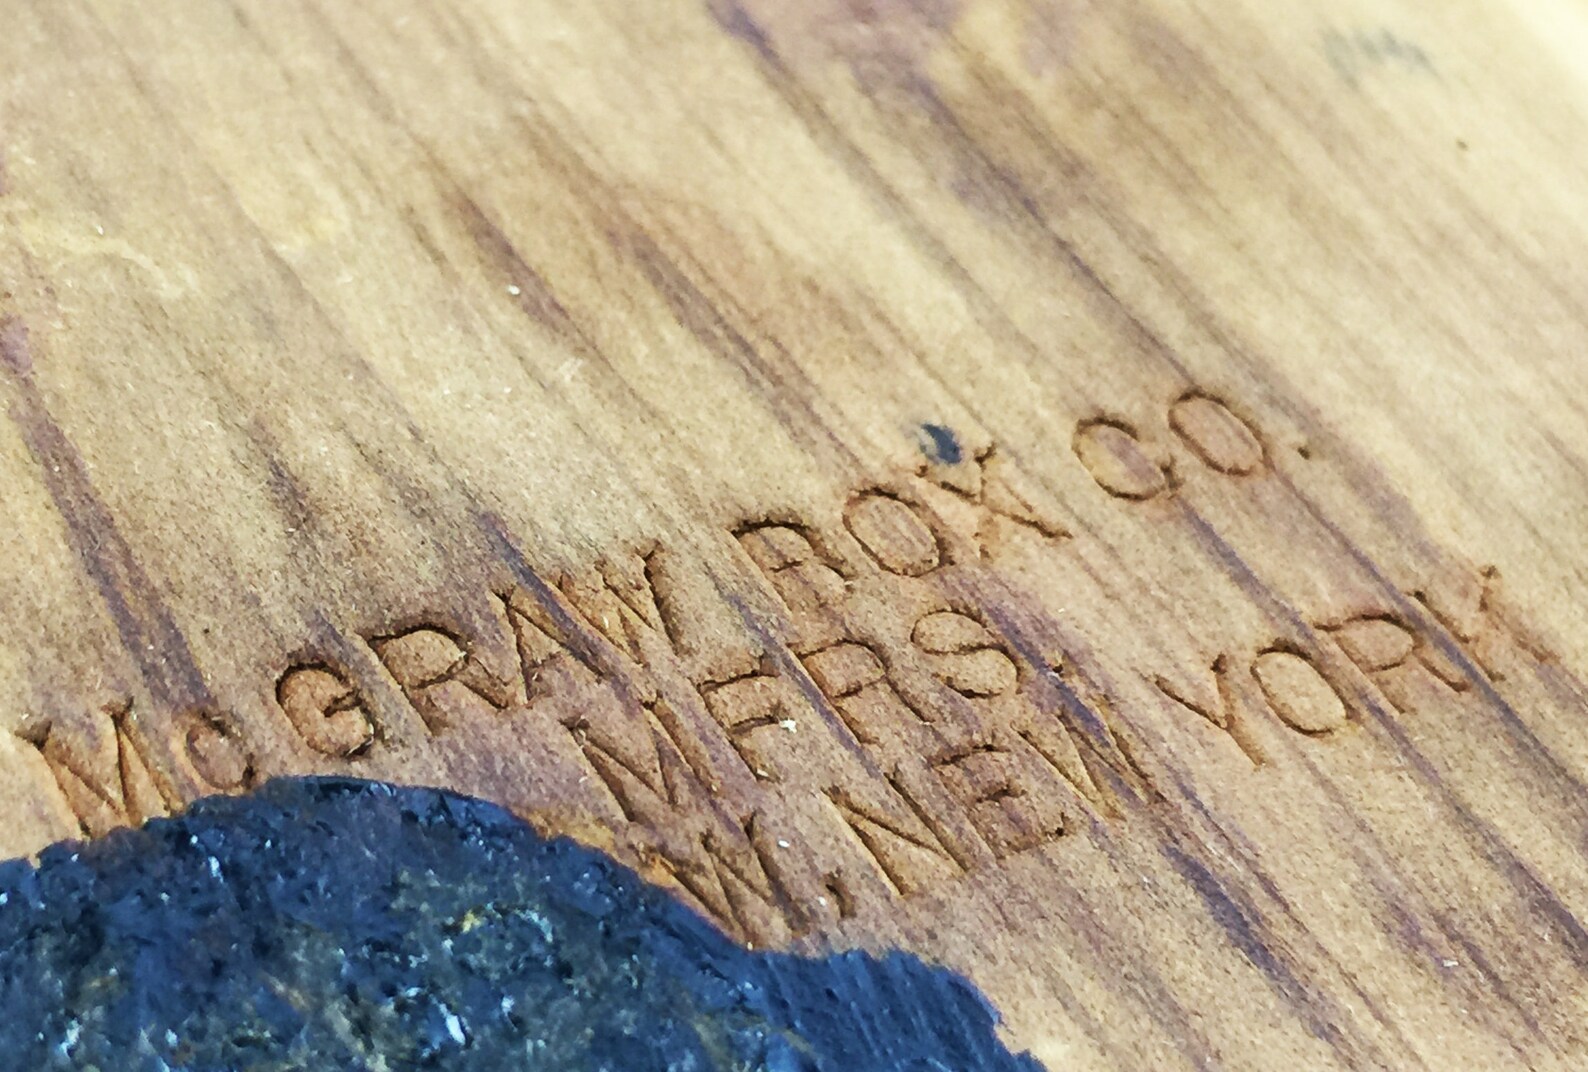 McGRAW BOX CO.
MFRS.
W, NEW YORK